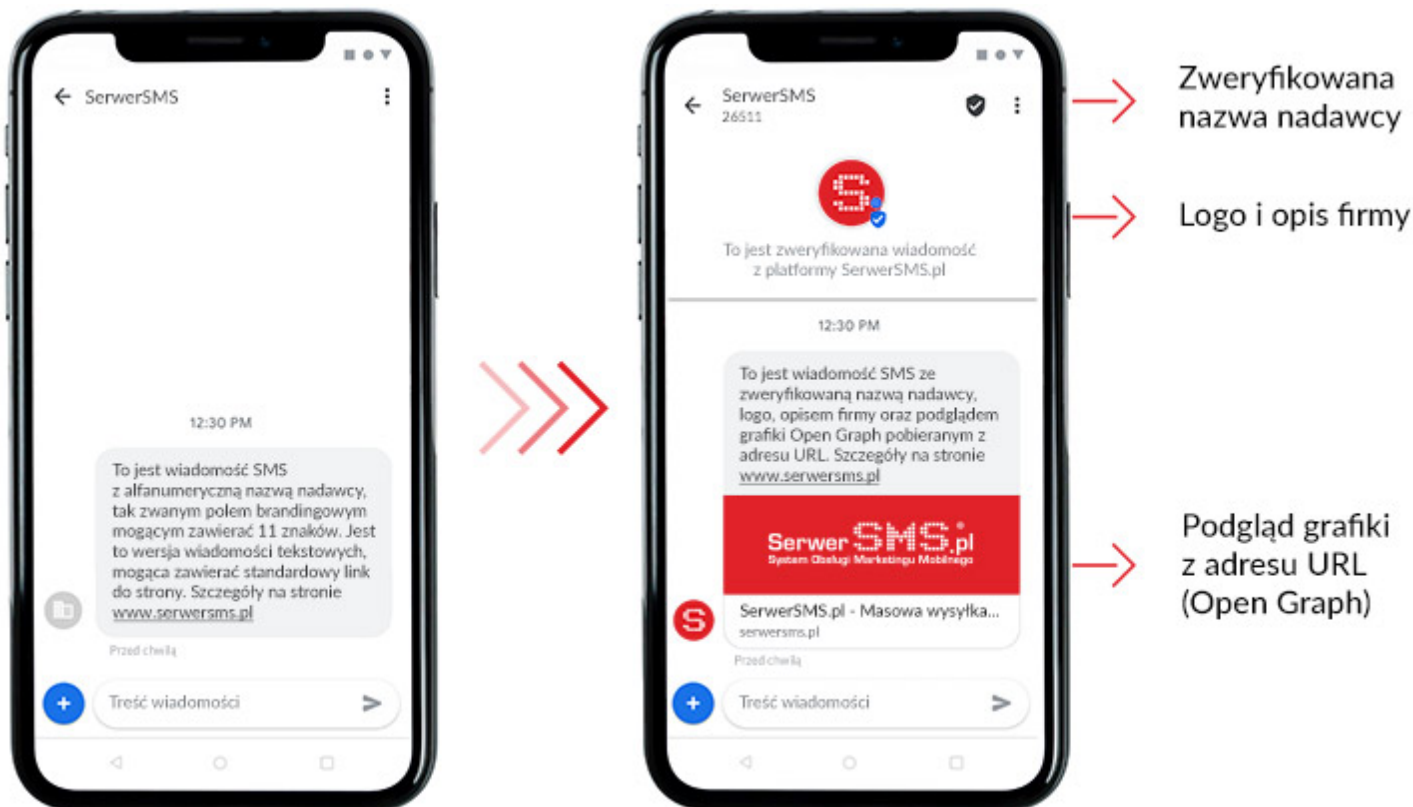 SerwerSMS
12:30 PM
To jest wiadomość SMS
z alfanumeryczną nazwą nadawcy,
tak zwanym polem brandingowym
mogącym zawierać 11 znaków. Jest
to wersja wiadomości tekstowych,
mogąca zawierać standardowy link
do strony. Szczegóły na stronie
www.serwersms.pl
Przed chwilą
Treść wiadomości
SerwerSMS
26511
S
To jest zweryfikowana wiadomość
z platformy SerwerSMS.pl
12:30 PM
To jest wiadomość SMS ze
zweryfikowaną nazwą nadawcy,
logo, opisem firmy oraz podglądem
grafiki Open Graph pobieranym z
adresu URL. Szczegóły na stronie
www.serwersms.pl
Serwer SMS.pl®
System Obsługi Marketingu Mobilnego
S
SerwerSMS.pl - Masowa wysyłka...
serwersms.pl
Przed chwilą
Treść wiadomości
Zweryfikowana
nazwa nadawcy
Logo i opis firmy
Podgląd grafiki
z adresu URL
(Open Graph)